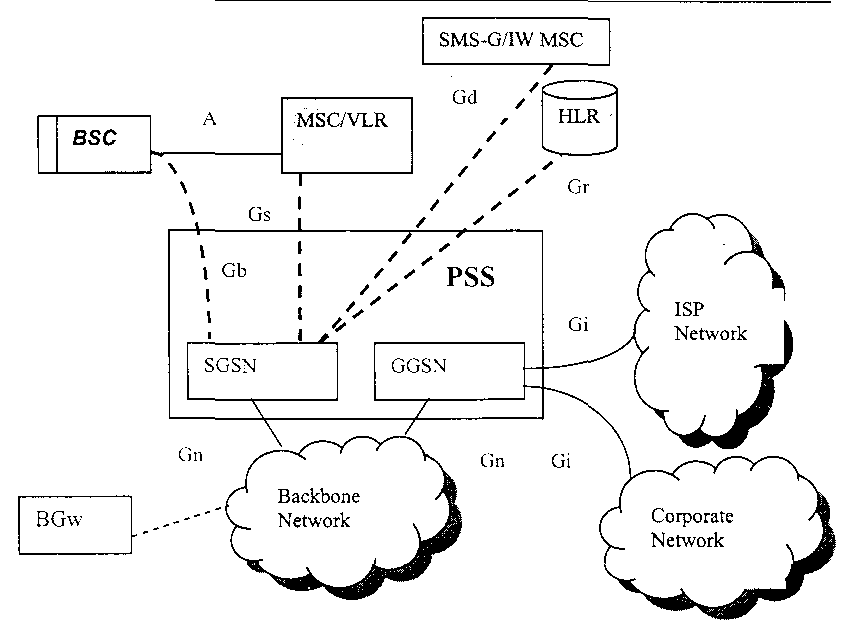 SMS-G/IW MSC
Gd
HLR
A
MSC/VLR
BSC
Gr
Gs
Gb
PSS
ISP
Network
Gi
SGSN
GGSN
Gn
Gn
Gi
Backbone
Network
BGw
Corporate
Network